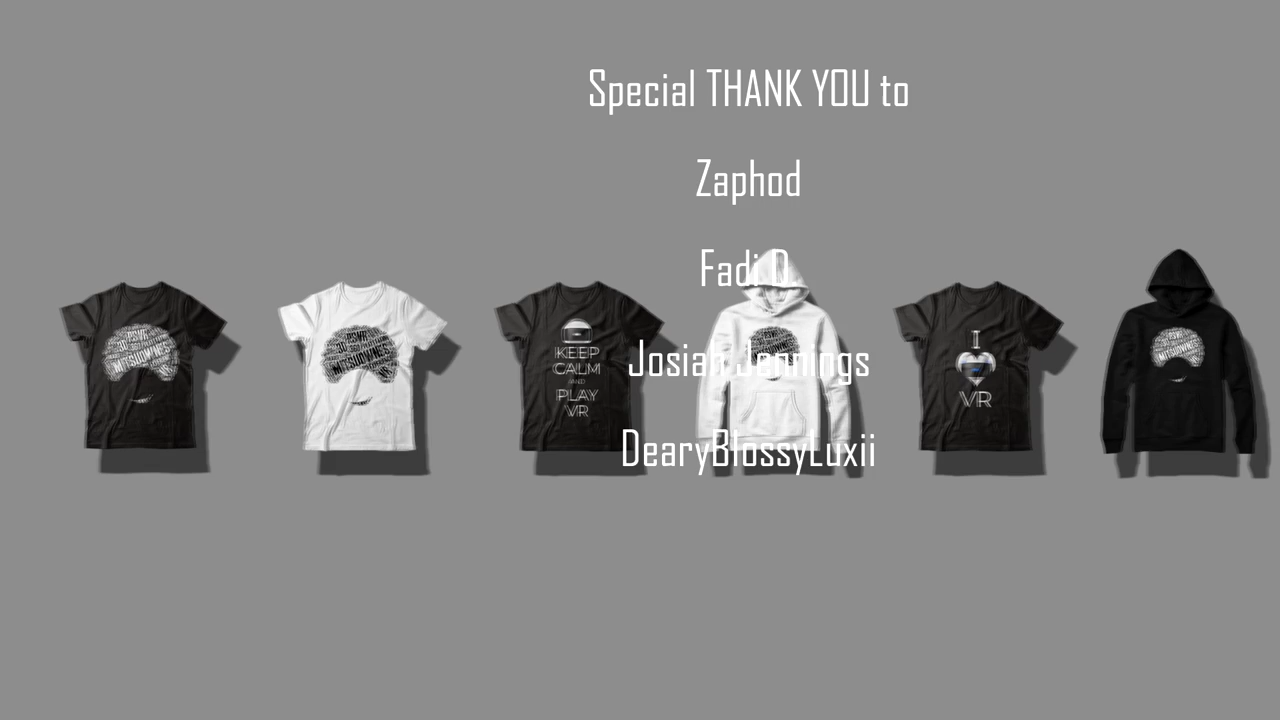 Special THANK YOU to
Zaphod
Fadi D.
Josiah Jennings
DearyBlossyLuxii
KEEP
CALM
AND
PLAY
VR
I
VR